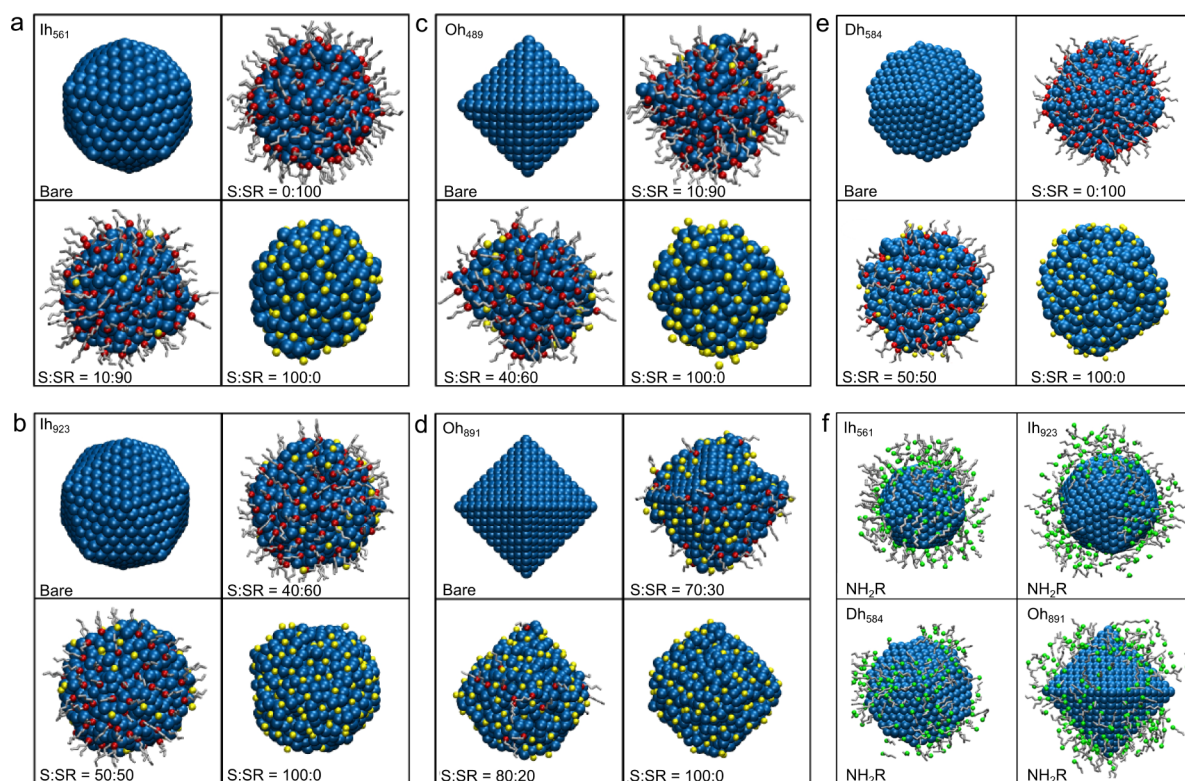 a
Ih561
Bare
S:SR = 0:100
S:SR = 10:90
S:SR = 100:0
c
Oh489
Bare
S:SR = 10:90
S:SR = 40:60
S:SR = 100:0
e
Dh584
Bare
S:SR = 0:100
S:SR = 50:50
S:SR = 100:0
b
Ih923
Bare
S:SR = 40:60
S:SR = 50:50
S:SR = 100:0
d
Oh891
Bare
S:SR = 70:30
S:SR = 80:20
S:SR = 100:0
f
Ih561
NH2R
Ih923
NH2R
Dh584
NH2R
Oh891
NH2R